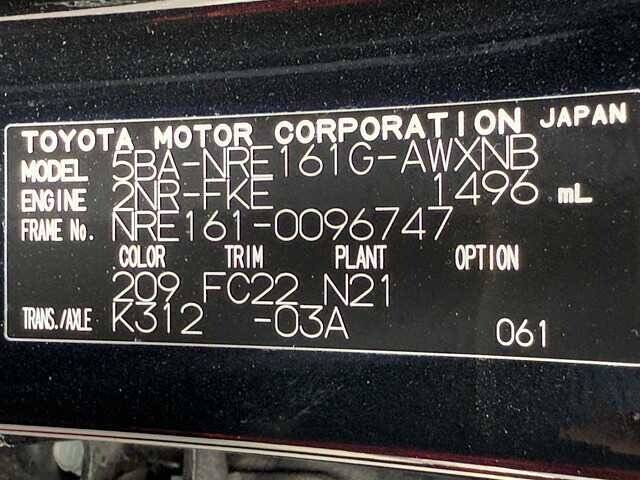 TOYOTA MOTOR CORPORATION JAPAN
MODEL 5BA-NRE161G-AWXNB
ENGINE 2NR-FKE 1496 mL
FRAME No. NRE161-0096747
COLOR TRIM PLANT OPTION
209 FC22 N21
TRANS./AXLE K312 -03A
061